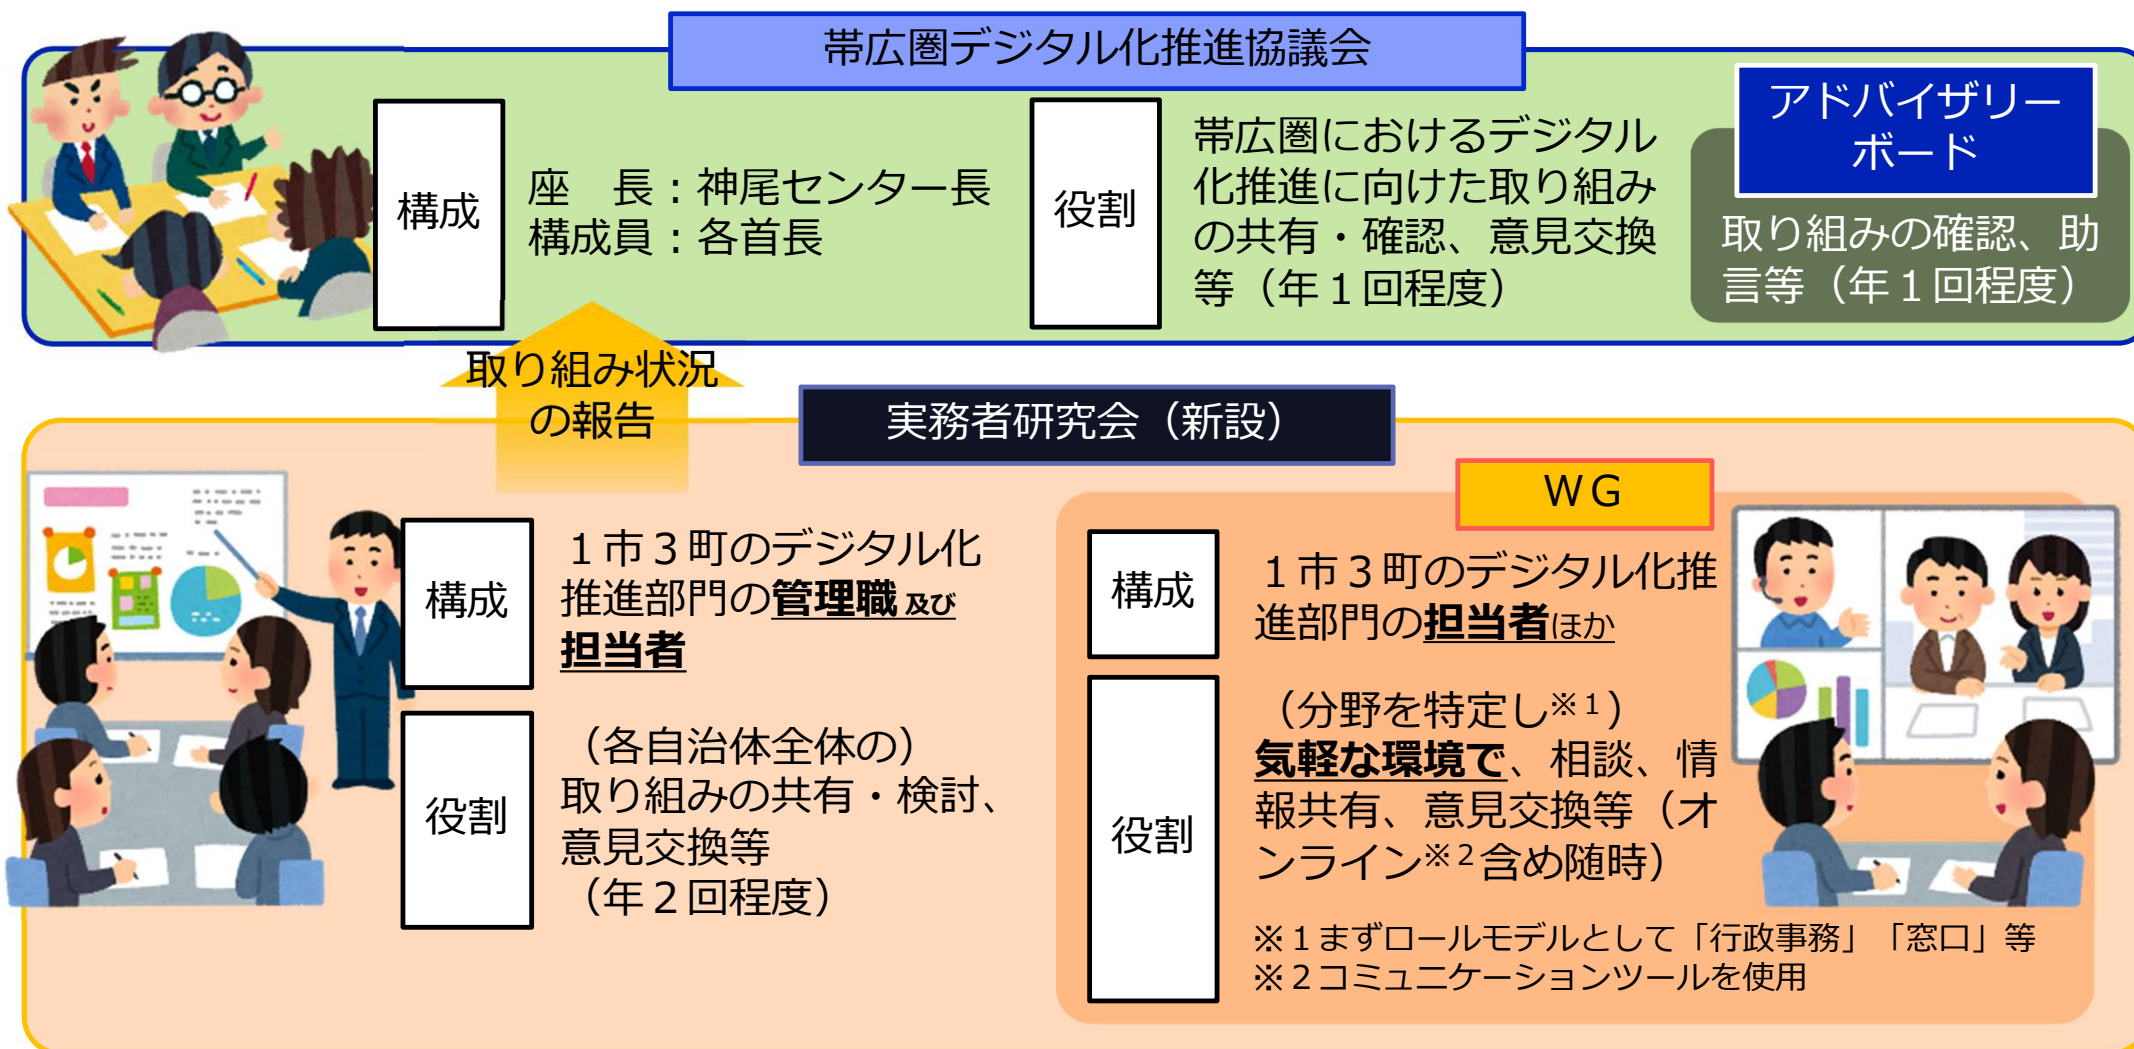 帯広圏デジタル化推進協議会
構成
座　長：神尾センター長
構成員：各首長
役割
帯広圏におけるデジタル
化推進に向けた取り組み
の共有・確認、意見交換
等（年１回程度）
アドバイザリー
ボード
取り組みの確認、助
言等（年１回程度）
取り組み状況
の報告
実務者研究会（新設）
構成
１市３町のデジタル化
推進部門の管理職及び
担当者
役割
（各自治体全体の）
取り組みの共有・検討、
意見交換等
（年２回程度）
ＷＧ
構成
１市３町のデジタル化推
進部門の担当者ほか
役割
（分野を特定し※１）
気軽な環境で、相談、情
報共有、意見交換等（オ
ンライン※２含め随時）
※１まずロールモデルとして「行政事務」「窓口」等
※２コミュニケーションツールを使用